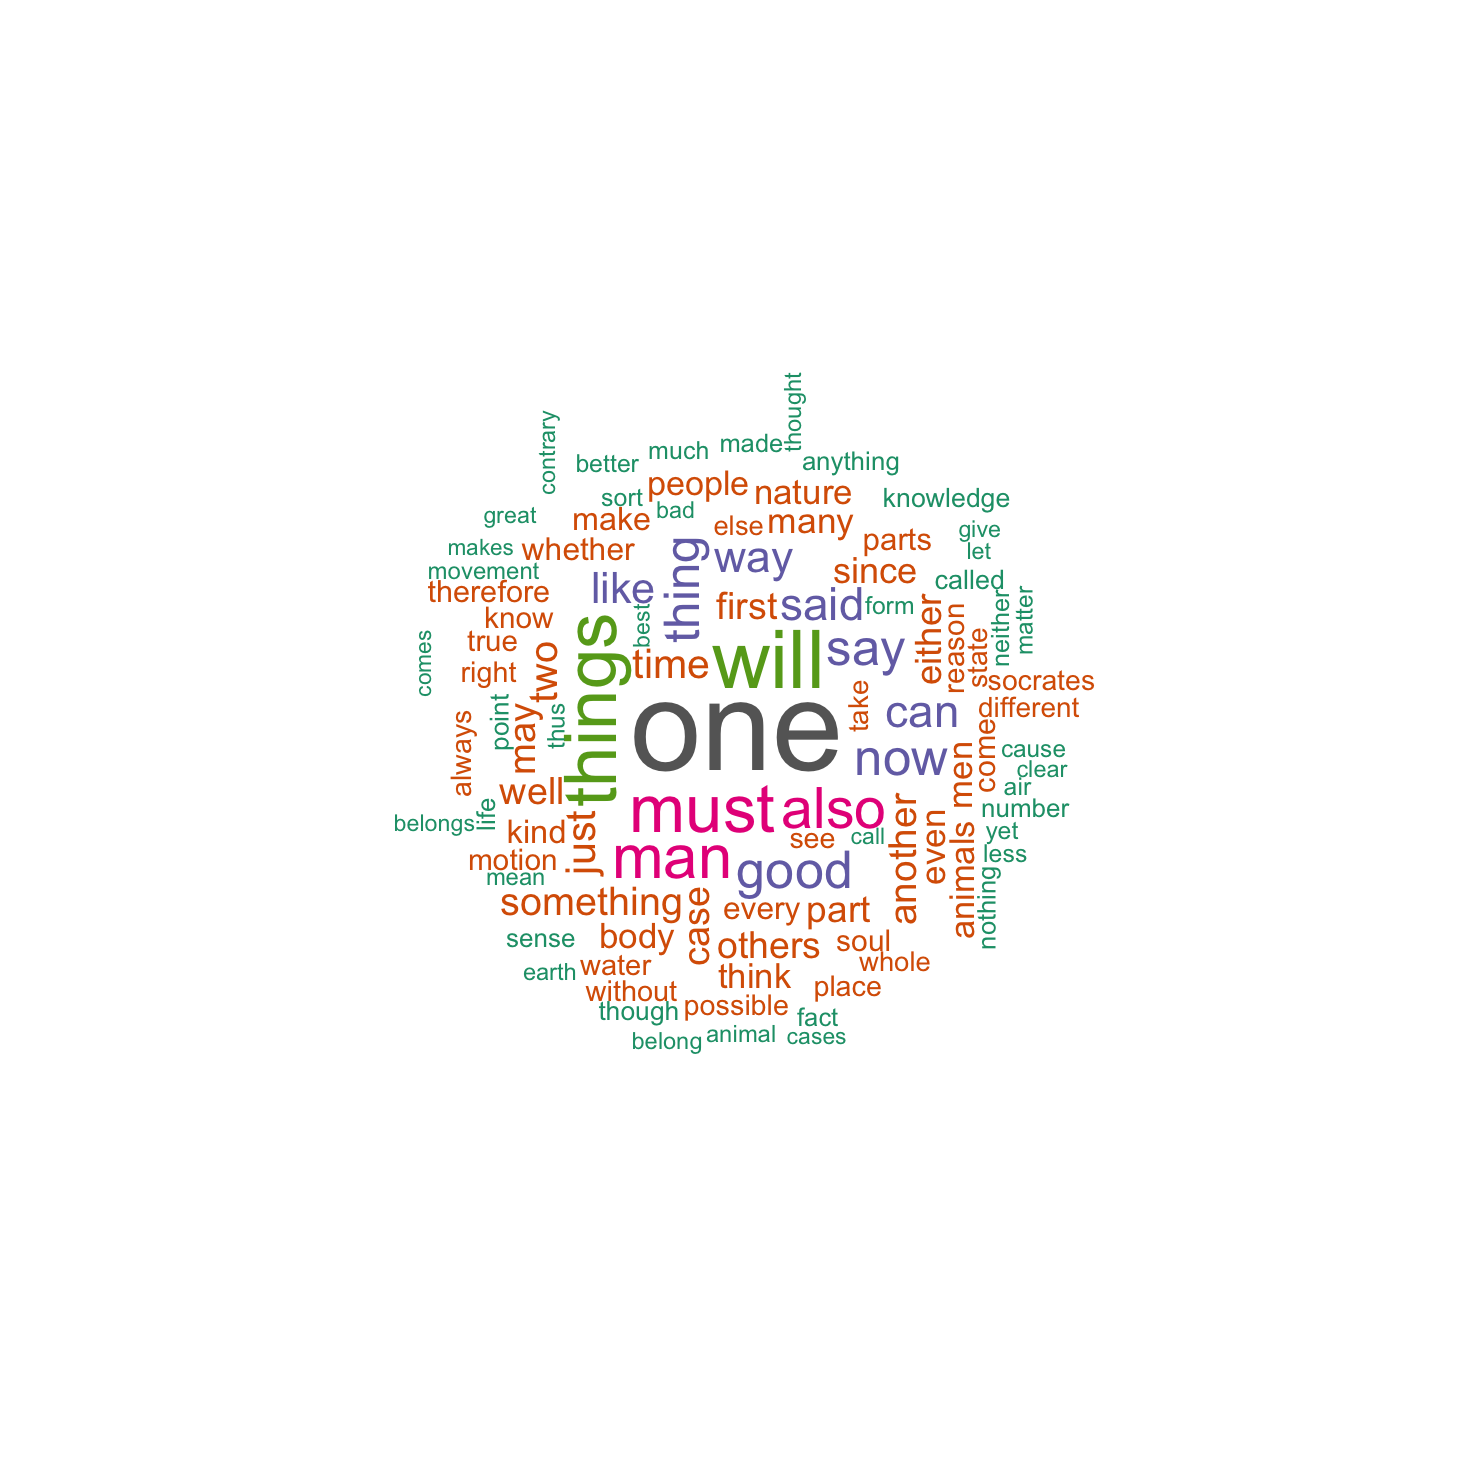 thought
contrary
better
much
made
anything
sort
people
nature
knowledge
great
make
bad
else
many
give
makes
whether
thing
way
parts
let
movement
like
since
called
therefore
best
first
said
form
either
reason
neither
matter
know
true
things
time
will
say
state
comes
right
two
socrates
always
point
may
thus
one
take
can
different
now
men
come
cause
clear
air
well
must
also
number
belongs
life
kind
just
see
call
another
even
animals
yet
motion
man
good
less
mean
something
case
every
part
nothing
sense
body
others
soul
earth
water
think
whole
without
possible
place
though
fact
belong
animal
cases